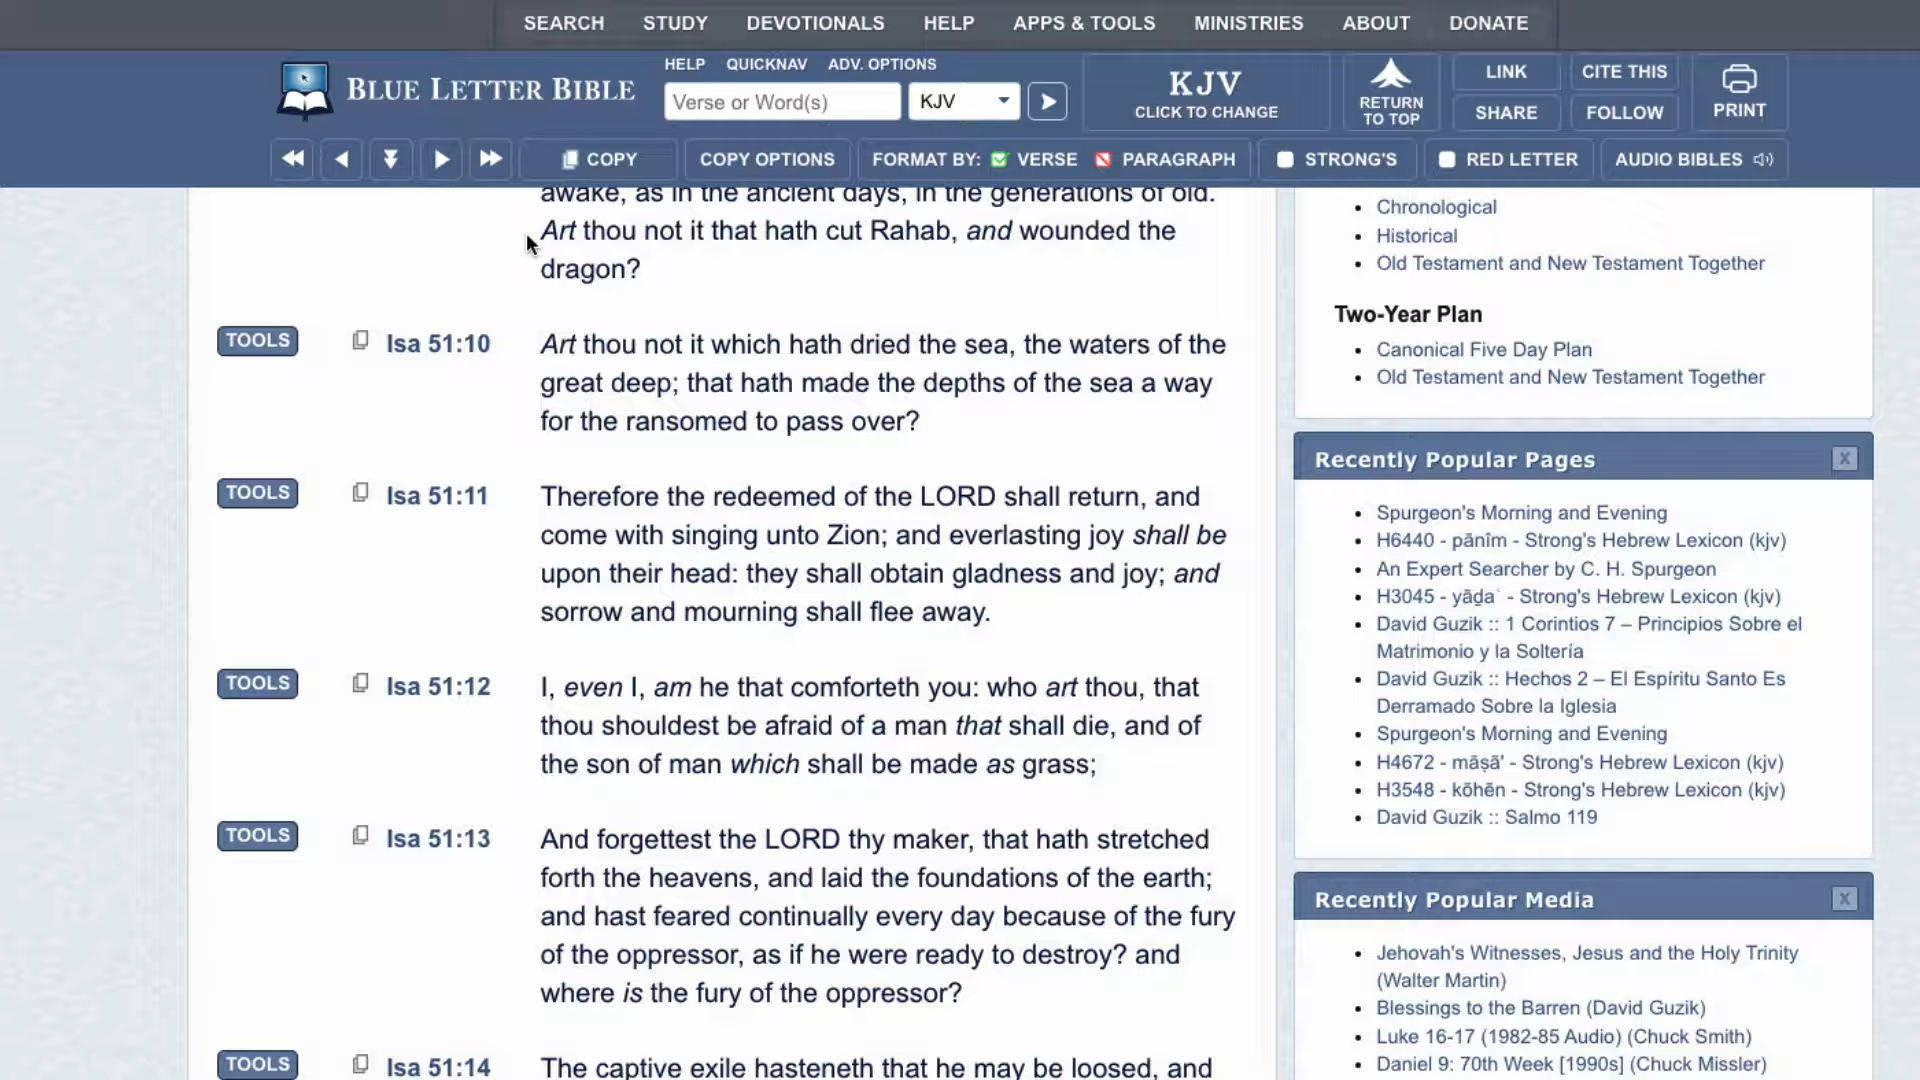 SEARCH STUDY DEVOTIONALS HELP APPS & TOOLS MINISTRIES ABOUT DONATE
BLUE LETTER BIBLE
HELP QUICKNAV ADV. OPTIONS
Verse or Word(s) KJV
KJV
CLICK TO CHANGE
RETURN
TO TOP
LINK CITE THIS
SHARE FOLLOW
PRINT
COPY COPY OPTIONS FORMAT BY: VERSE PARAGRAPH STRONG'S RED LETTER AUDIO BIBLES
awake, as in the ancient days, in the generations of old.
Art thou not it that hath cut Rahab, and wounded the
dragon?
TOOLS Isa 51:10 Art thou not it which hath dried the sea, the waters of the
great deep; that hath made the depths of the sea a way
for the ransomed to pass over?
TOOLS Isa 51:11 Therefore the redeemed of the LORD shall return, and
come with singing unto Zion; and everlasting joy shall be
upon their head: they shall obtain gladness and joy; and
sorrow and mourning shall flee away.
TOOLS Isa 51:12 I, even I, am he that comforteth you: who art thou, that
thou shouldest be afraid of a man that shall die, and of
the son of man which shall be made as grass;
TOOLS Isa 51:13 And forgettest the LORD thy maker, that hath stretched
forth the heavens, and laid the foundations of the earth;
and hast feared continually every day because of the fury
of the oppressor, as if he were ready to destroy? and
where is the fury of the oppressor?
TOOLS Isa 51:14 The captive exile hasteneth that he may be loosed, and
Chronological
Historical
Old Testament and New Testament Together
Two-Year Plan
Canonical Five Day Plan
Old Testament and New Testament Together
Recently Popular Pages X
Spurgeon's Morning and Evening
H6440 - pānîm - Strong's Hebrew Lexicon (kjv)
An Expert Searcher by C. H. Spurgeon
H3045 - yāḏaʿ - Strong's Hebrew Lexicon (kjv)
David Guzik :: 1 Corintios 7 – Principios Sobre el
Matrimonio y la Soltería
David Guzik :: Hechos 2 – El Espíritu Santo Es
Derramado Sobre la Iglesia
Spurgeon's Morning and Evening
H4672 - māṣā' - Strong's Hebrew Lexicon (kjv)
H3548 - kōhēn - Strong's Hebrew Lexicon (kjv)
David Guzik :: Salmo 119
Recently Popular Media X
Jehovah's Witnesses, Jesus and the Holy Trinity
(Walter Martin)
Blessings to the Barren (David Guzik)
Luke 16-17 (1982-85 Audio) (Chuck Smith)
Daniel 9: 70th Week [1990s] (Chuck Missler)